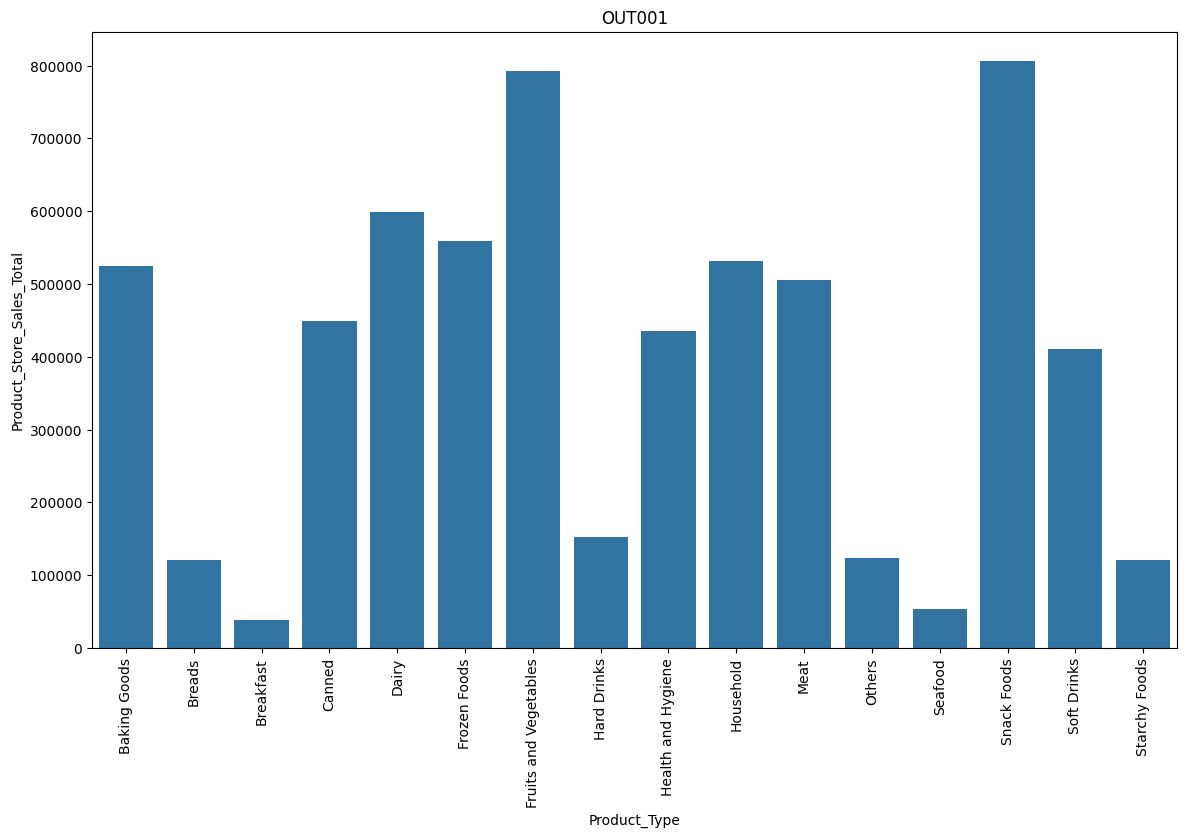 OUT001
Product_Store_Sales_Total
800000
700000
600000
500000
400000
300000
200000
100000
0
Baking Goods
Breads
Breakfast
Canned
Dairy
Frozen Foods
Fruits and Vegetables
Hard Drinks
Health and Hygiene
Household
Meat
Others
Seafood
Snack Foods
Soft Drinks
Starchy Foods
Product_Type